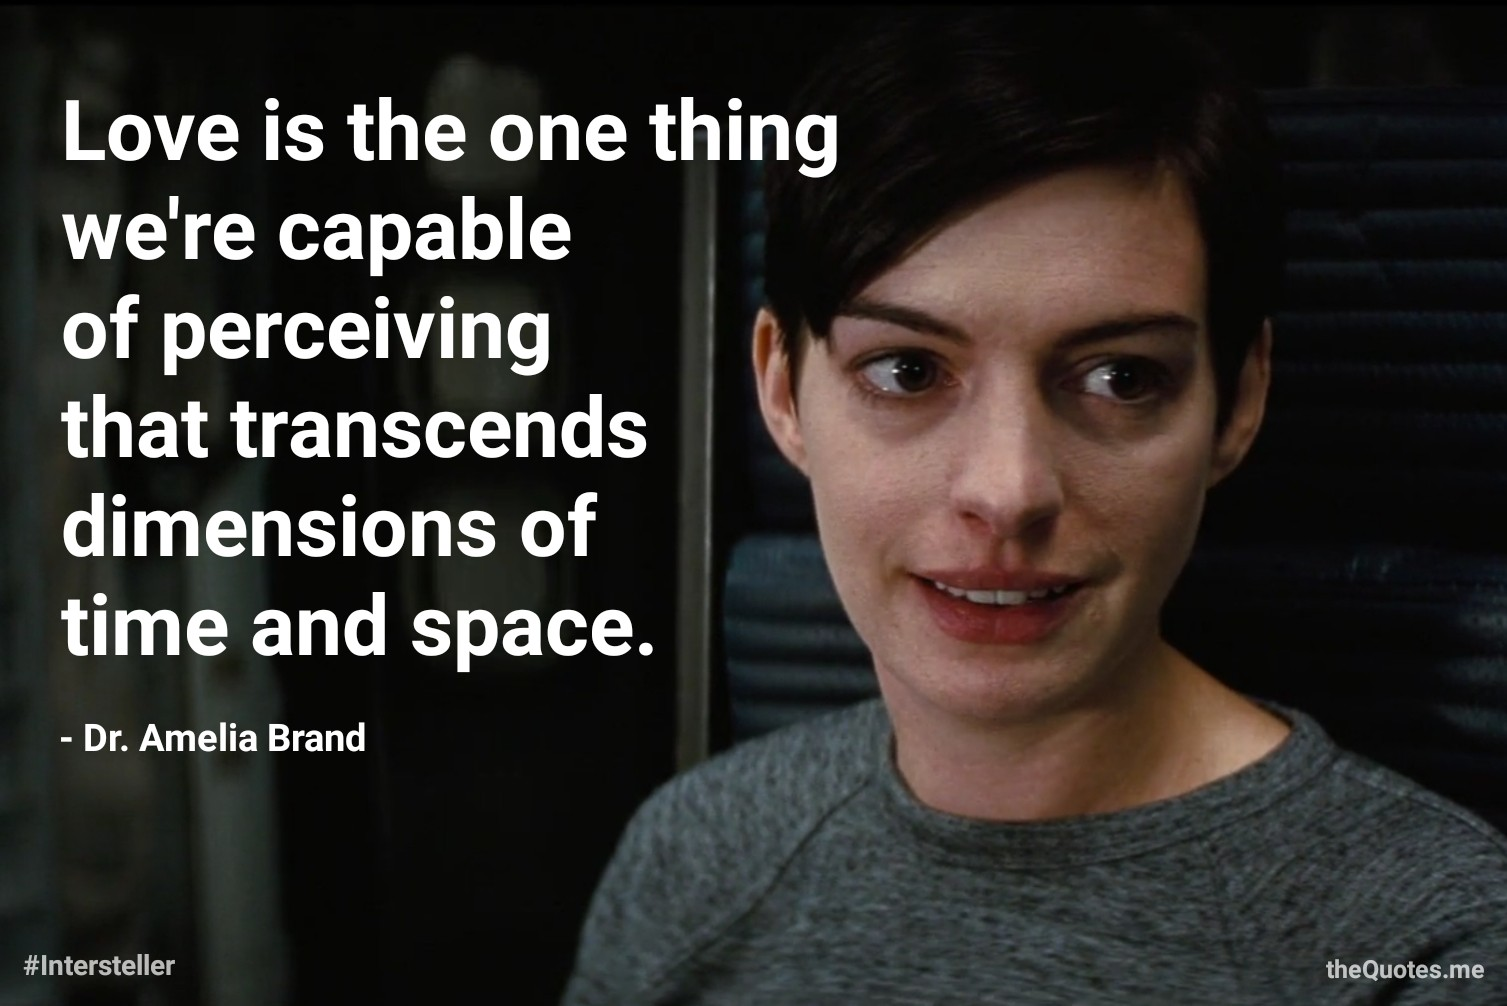 Love is the one thing
we're capable
of perceiving
that transcends
dimensions of
time and space.
- Dr. Amelia Brand
#Intersteller
theQuotes.me